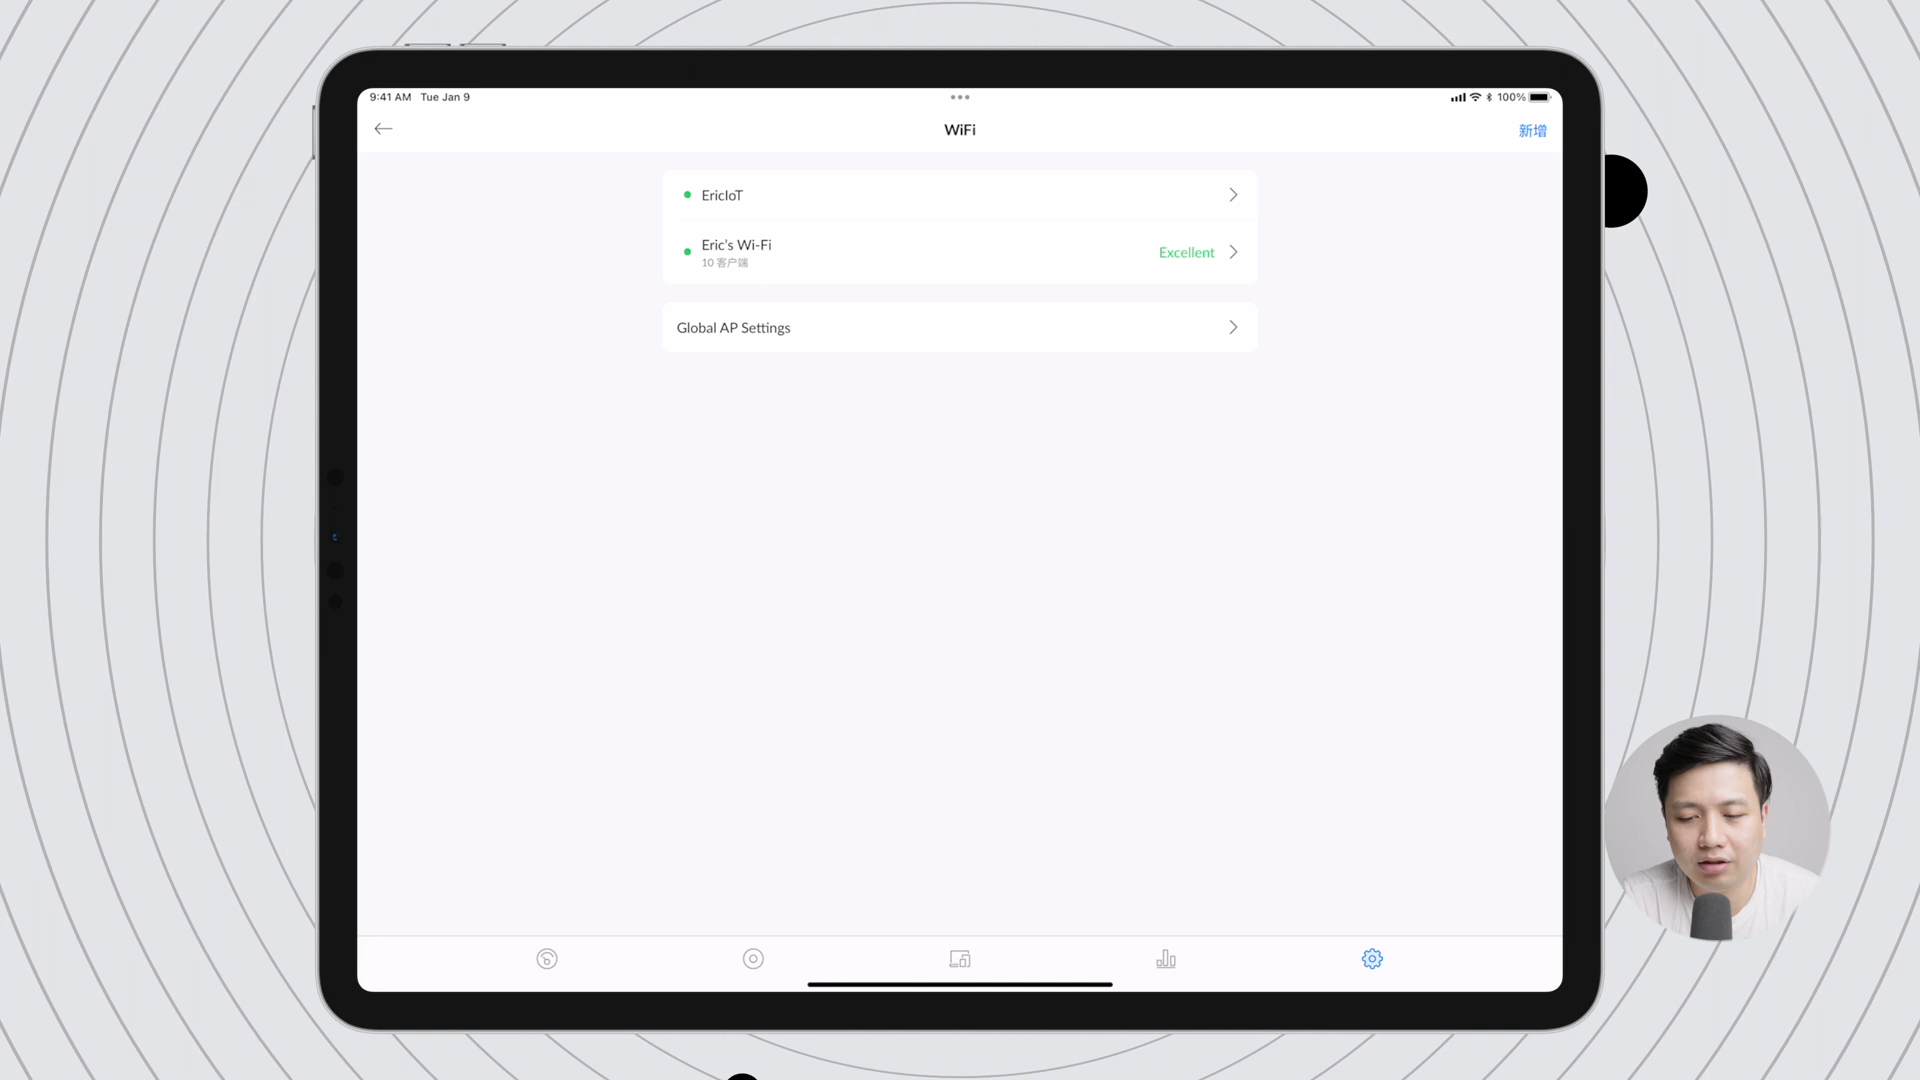 9:41 AM Tue Jan 9
100%
WiFi
新增
EricIoT
Eric's Wi-Fi
10 客户端
Excellent
Global AP Settings